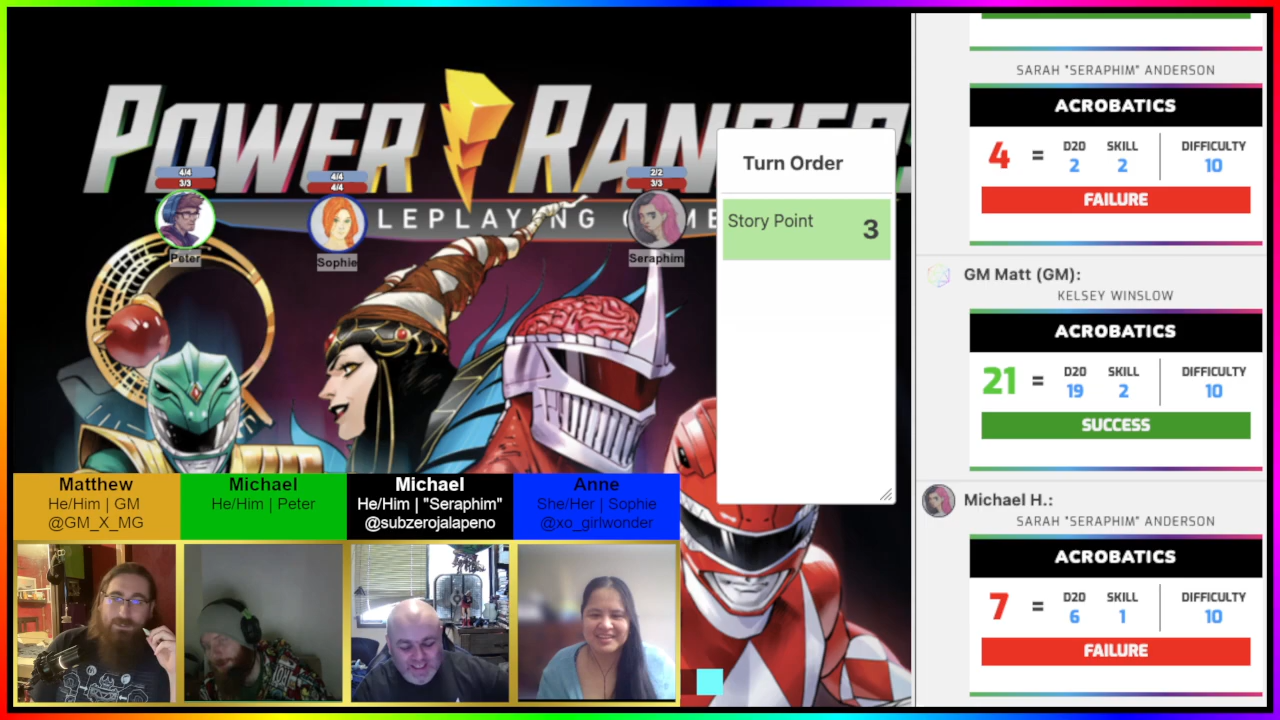 POWER RANGERS
LEPLAYING G ME
4/4
3/3
Peter
4/4
4/4
Sophie
2/2
3/3
Seraphim
Turn Order
Story Point 3
Matthew
He/Him | GM
@GM_X_MG
Michael
He/Him | Peter
Michael
He/Him | "Seraphim"
@subzerojalapeno
Anne
She/Her | Sophie
@xo_girlwonder
SARAH "SERAPHIM" ANDERSON
ACROBATICS
D20 SKILL DIFFICULTY
4 = 2 2 10
FAILURE
GM Matt (GM):
KELSEY WINSLOW
ACROBATICS
D20 SKILL DIFFICULTY
21 = 19 2 10
SUCCESS
Michael H.:
SARAH "SERAPHIM" ANDERSON
ACROBATICS
D20 SKILL DIFFICULTY
7 = 6 1 10
FAILURE